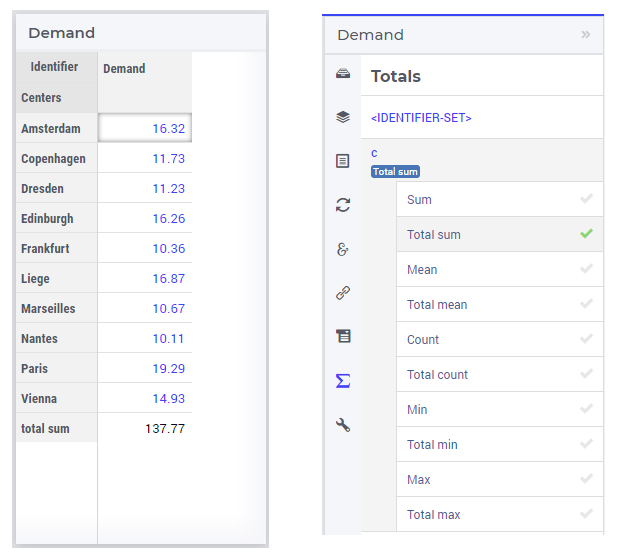 Demand
Identifier Demand
Centers
Amsterdam 16.32
Copenhagen 11.73
Dresden 11.23
Edinburgh 16.26
Frankfurt 10.36
Liege 16.87
Marseilles 10.67
Nantes 10.11
Paris 19.29
Vienna 14.93
total sum 137.77
Demand »
Totals
<IDENTIFIER-SET>
c
Total sum
Sum
Total sum
Mean
Total mean
Count
Total count
Min
Total min
Max
Total max